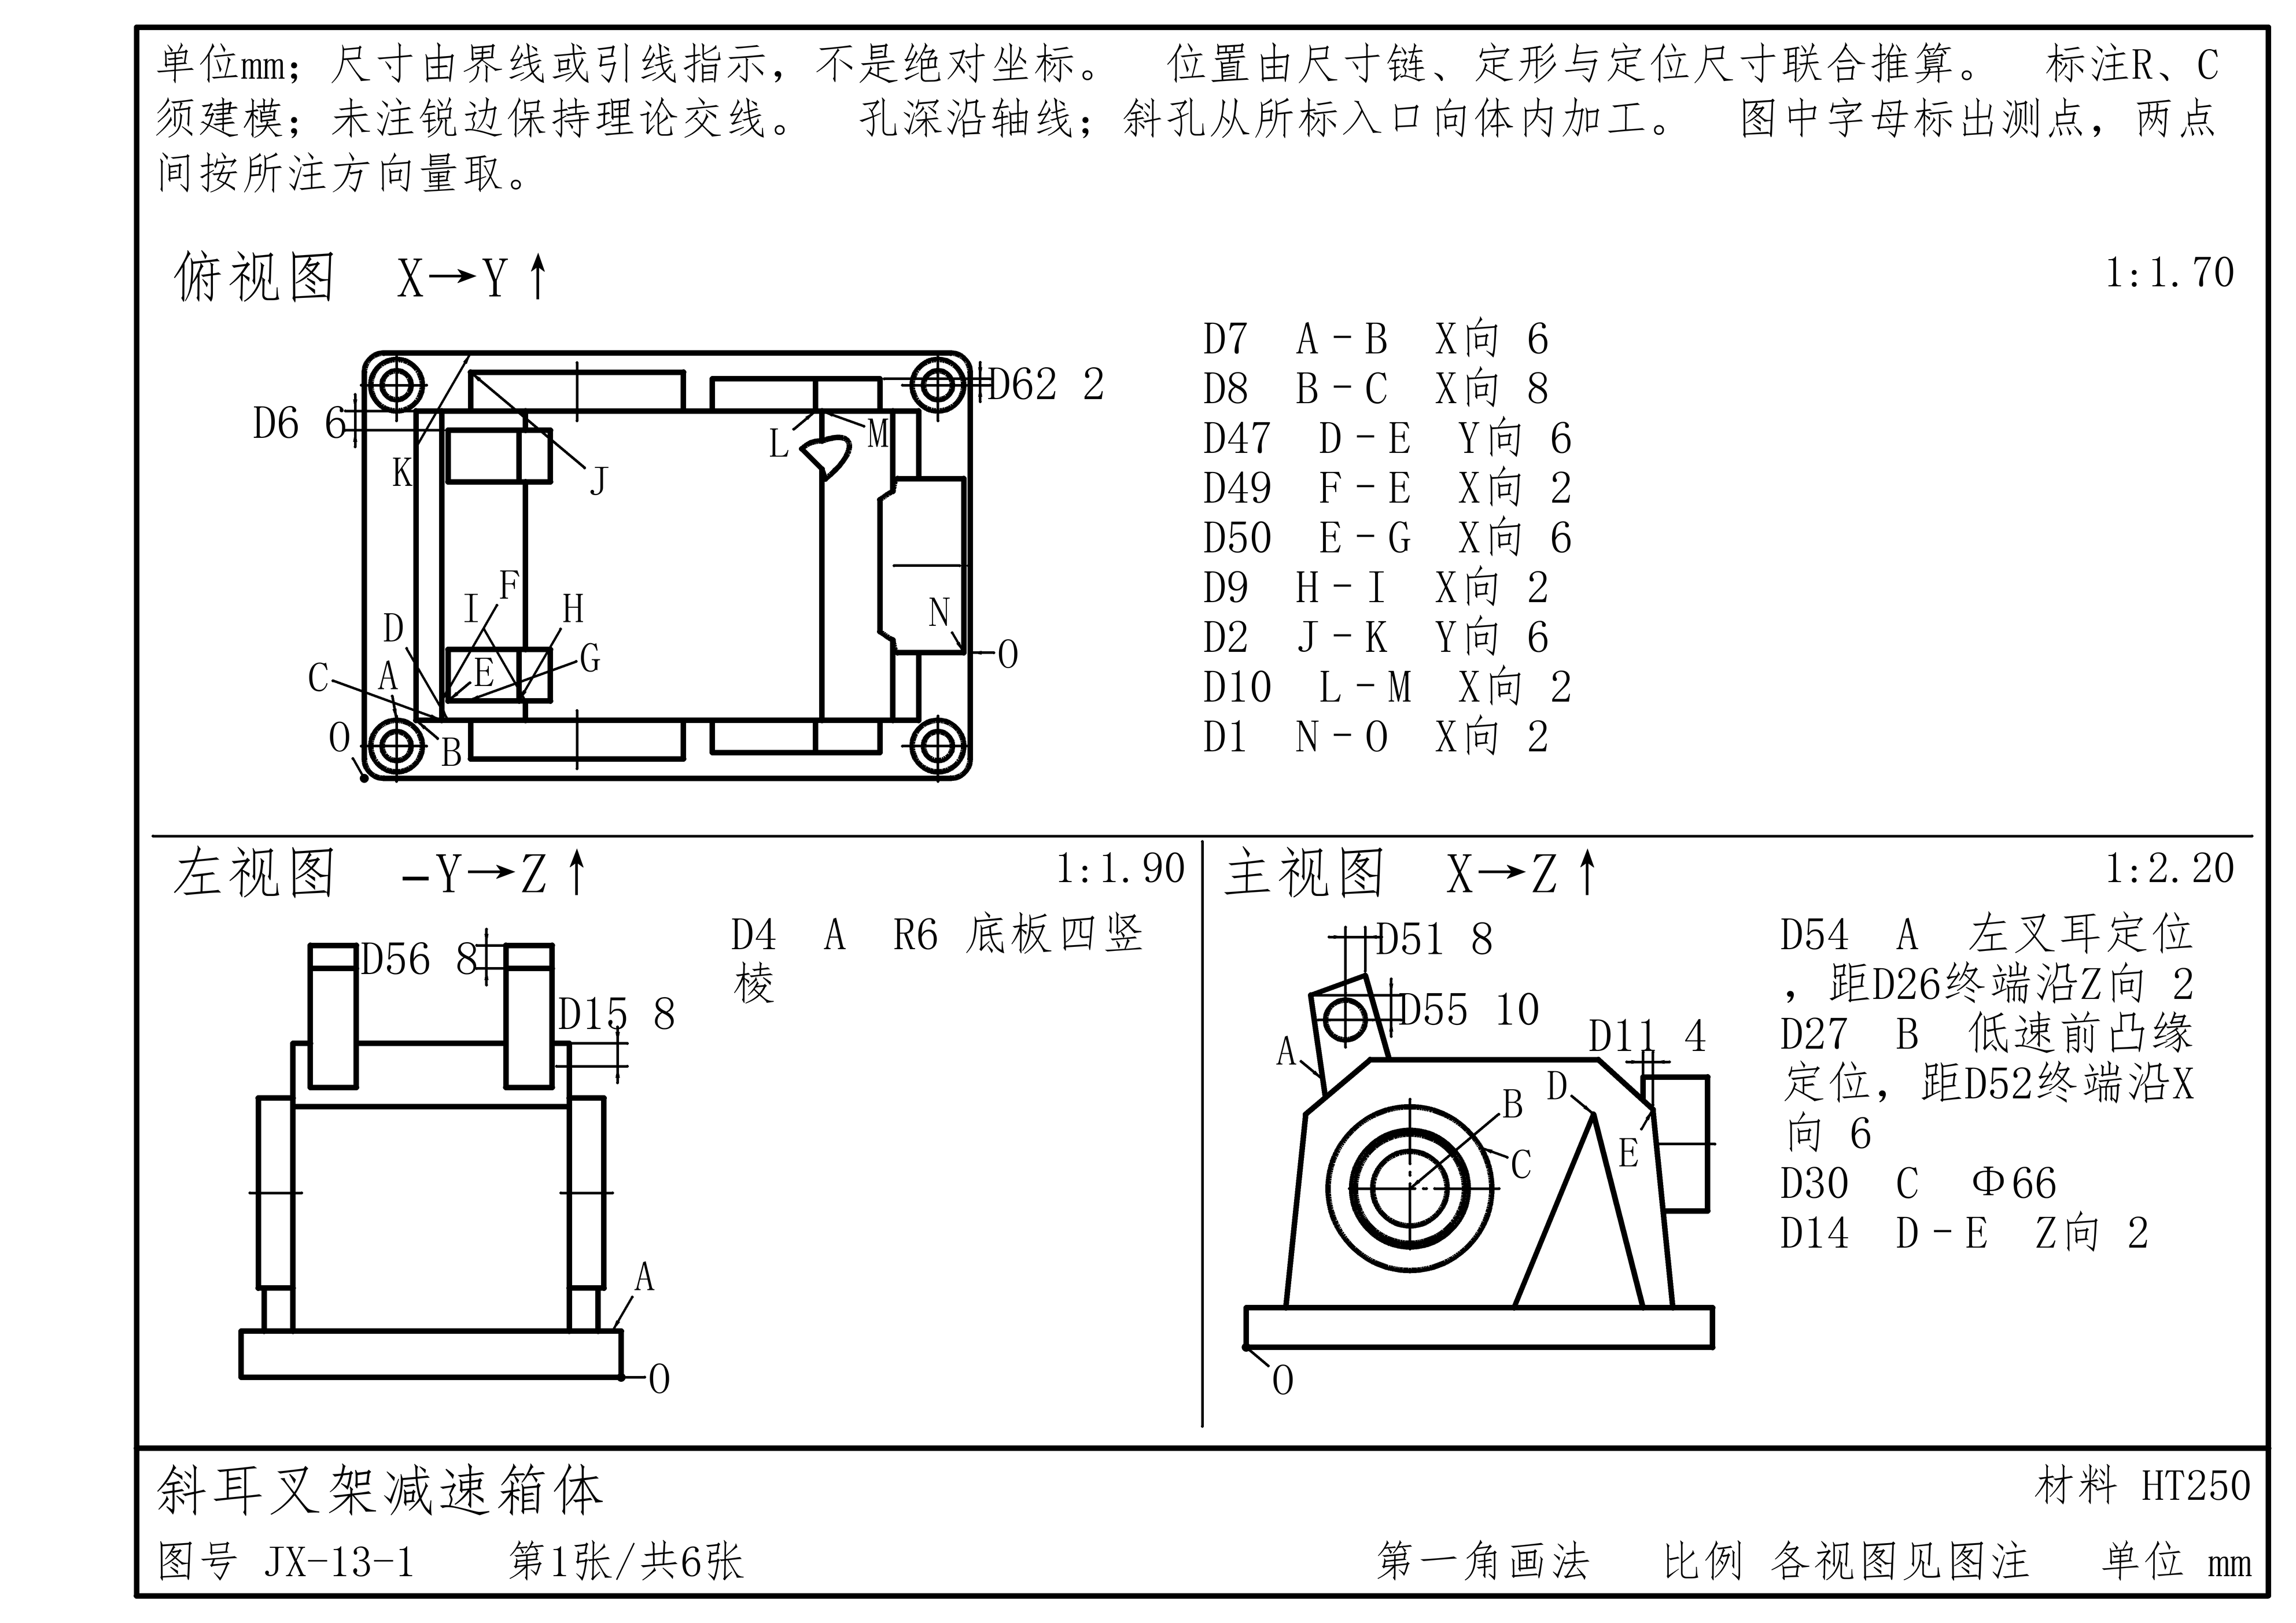 单位mm；尺寸由界线或引线指示，不是绝对坐标。 位置由尺寸链、定形与定位尺寸联合推算。 标注R、C
须建模；未注锐边保持理论交线。 孔深沿轴线；斜孔从所标入口向体内加工。 图中字母标出测点，两点
间按所注方向量取。
俯视图 X→Y↑
1:1.70
D62 2
D6 6
K
J
L
M
F
I
H
D
N
G
E
C
A
O
O
B
D7 A-B X向 6
D8 B-C X向 8
D47 D-E Y向 6
D49 F-E X向 2
D50 E-G X向 6
D9 H-I X向 2
D2 J-K Y向 6
D10 L-M X向 2
D1 N-O X向 2
左视图 -Y→Z↑
1:1.90
D56 8
D15 8
A
O
D4 A R6 底板四竖
棱
主视图 X→Z↑
1:2.20
D51 8
D55 10
D11 4
A
D
B
C
E
O
D54 A 左叉耳定位
，距D26终端沿Z向 2
D27 B 低速前凸缘
定位，距D52终端沿X
向 6
D30 C Φ66
D14 D-E Z向 2
斜耳叉架减速箱体
材料 HT250
图号 JX-13-1 第1张/共6张
第一角画法 比例 各视图见图注 单位 mm